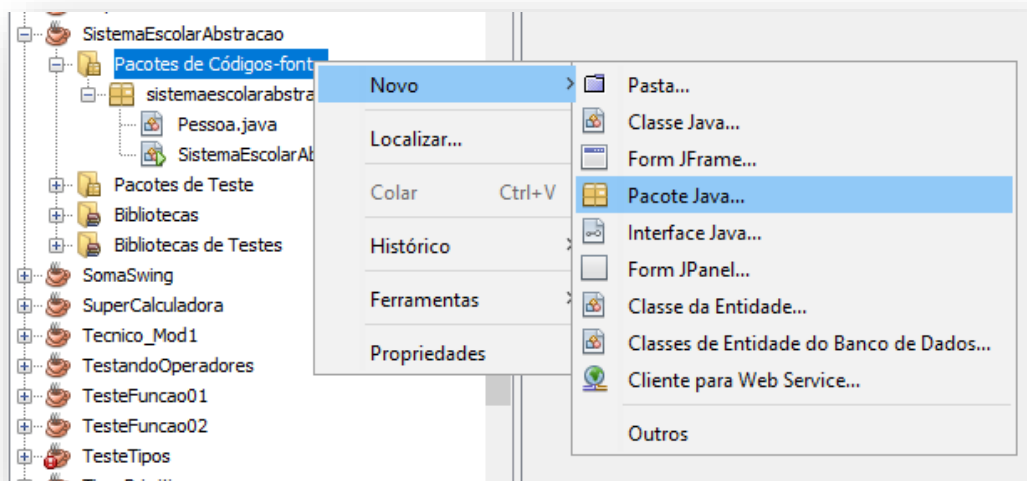 SistemaEscolarAbstracao
Pacotes de Códigos-font
sistemaescolarabstra
Pessoa.java
SistemaEscolarAb
Pacotes de Teste
Bibliotecas
Bibliotecas de Testes
SomaSwing
SuperCalculadora
Tecnico_Mod1
TestandoOperadores
TesteFuncao01
TesteFuncao02
TesteTipos
Novo
Localizar...
Colar Ctrl+V
Histórico
Ferramentas
Propriedades
Pasta...
Classe Java...
Form JFrame...
Pacote Java...
Interface Java...
Form JPanel...
Classe da Entidade...
Classes de Entidade do Banco de Dados...
Cliente para Web Service...
Outros